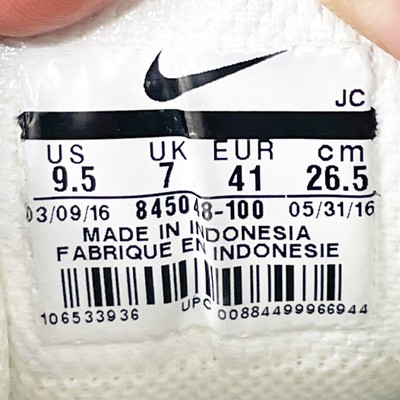 JC
US UK EUR cm
9.5 7 41 26.5
03/09/16 845048-100 05/31/16
MADE IN INDONESIA
FABRIQUE EN INDONESIE
106533936 UPC 00884499966944